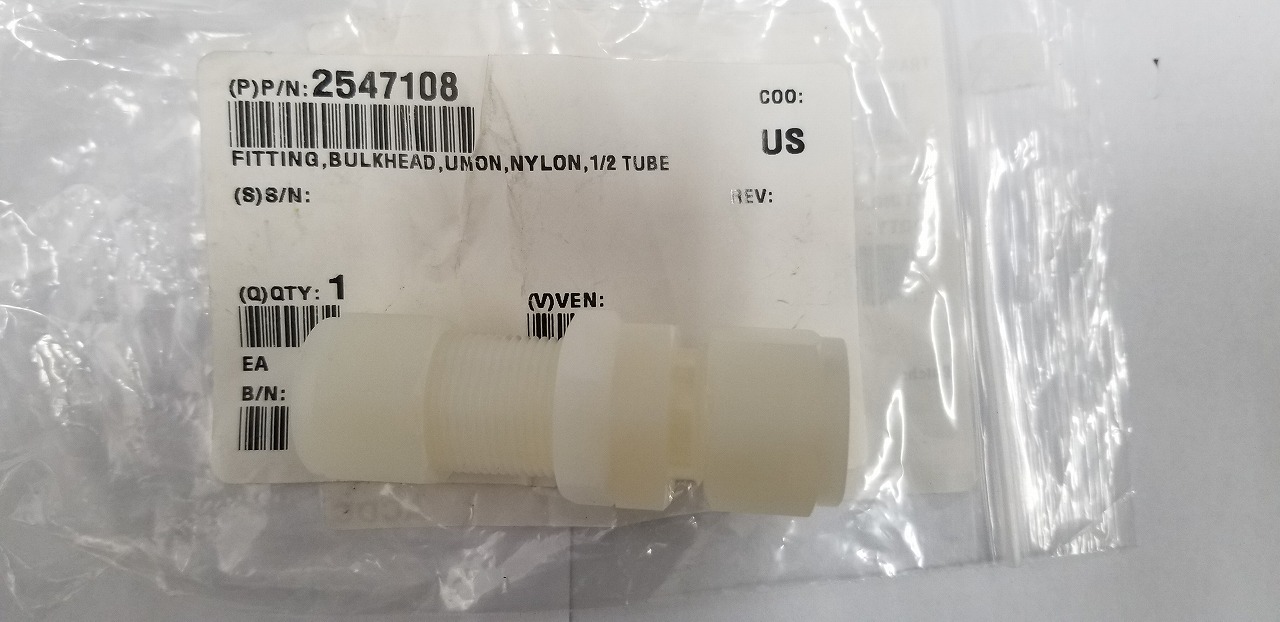 (P)P/N: 2547108
COO:
US
FITTING,BULKHEAD,UNION,NYLON,1/2 TUBE
(S)S/N:
REV:
(Q)QTY: 1
(V)VEN:
EA
B/N: